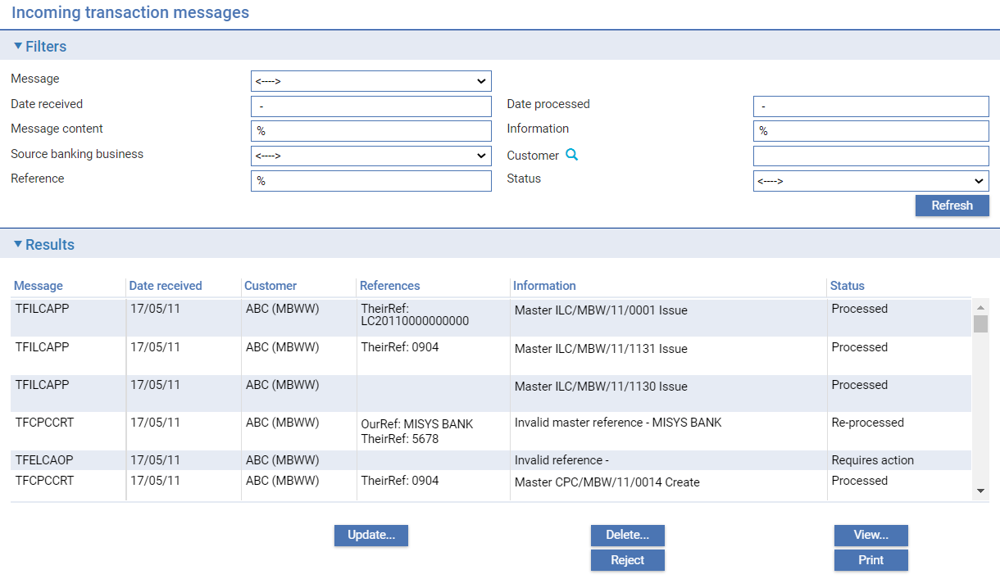 Incoming transaction messages
Filters
Message <---->
Date received - Date processed -
Message content % Information %
Source banking business <----> Customer
Reference % Status <---->
Refresh
Results
Message Date received Customer References Information Status
TFILCAPP 17/05/11 ABC (MBWW) TheirRef: Master ILC/MBW/11/0001 Issue Processed
LC20110000000000
TFILCAPP 17/05/11 ABC (MBWW) TheirRef: 0904 Master ILC/MBW/11/1131 Issue Processed
TFILCAPP 17/05/11 ABC (MBWW) Master ILC/MBW/11/1130 Issue Processed
TFCPCCRT 17/05/11 ABC (MBWW) OurRef: MISYS BANK Invalid master reference - MISYS BANK Re-processed
TheirRef: 5678
TFELCAOP 17/05/11 ABC (MBWW) Invalid reference - Requires action
TFCPCCRT 17/05/11 ABC (MBWW) TheirRef: 0904 Master CPC/MBW/11/0014 Create Processed
Update... Delete... View...
Reject Print